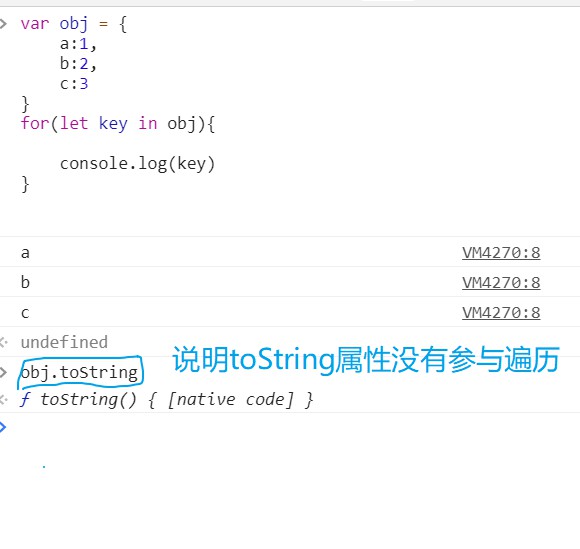 var obj = {
a:1,
b:2,
c:3
}
for(let key in obj){
console.log(key)
}
a VM4270:8
b VM4270:8
c VM4270:8
undefined
obj.toString 说明toString属性没有参与遍历
ƒ toString() { [native code] }